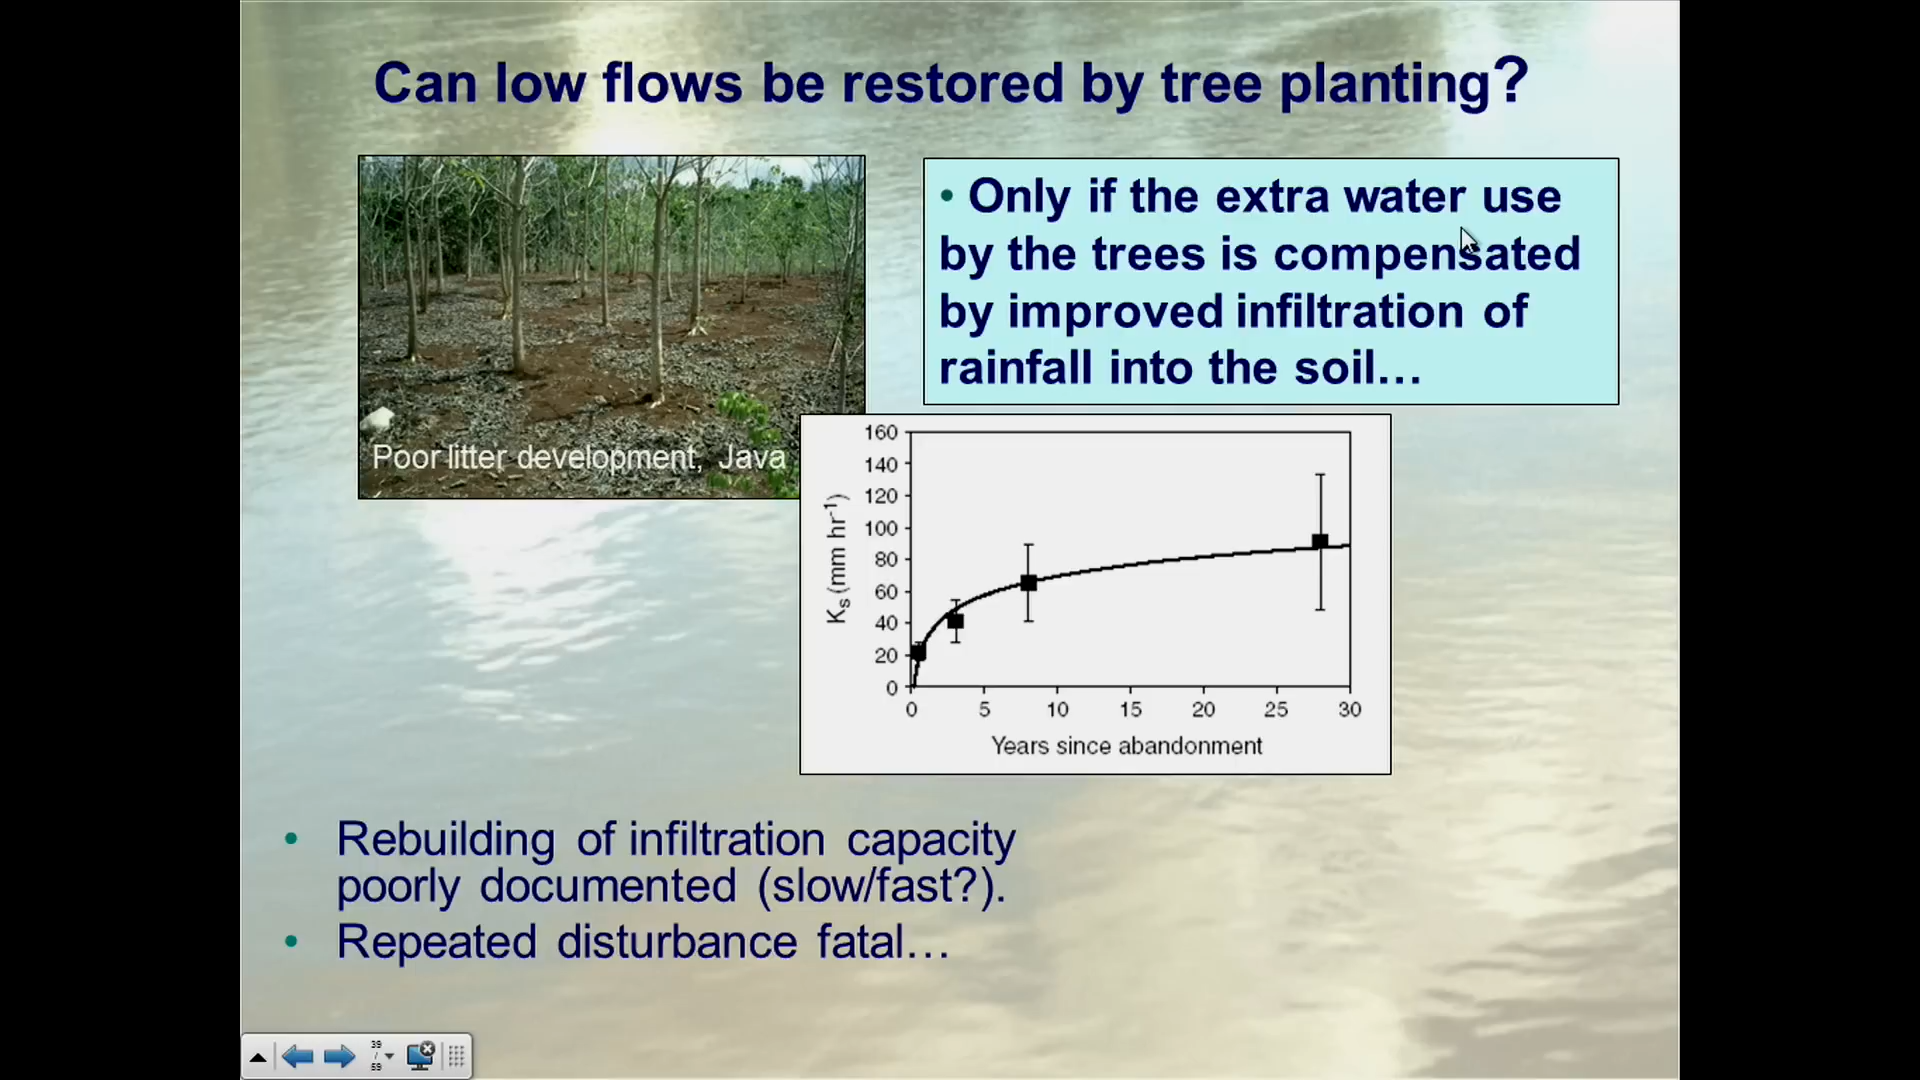 Can low flows be restored by tree planting?
• Only if the extra water use
by the trees is compensated
by improved infiltration of
rainfall into the soil…
Poor litter development, Java
160
140
120
100
80
60
40
20
0
Ks (mm hr-1)
0 5 10 15 20 25 30
Years since abandonment
• Rebuilding of infiltration capacity
poorly documented (slow/fast?).
• Repeated disturbance fatal…
39
/
59